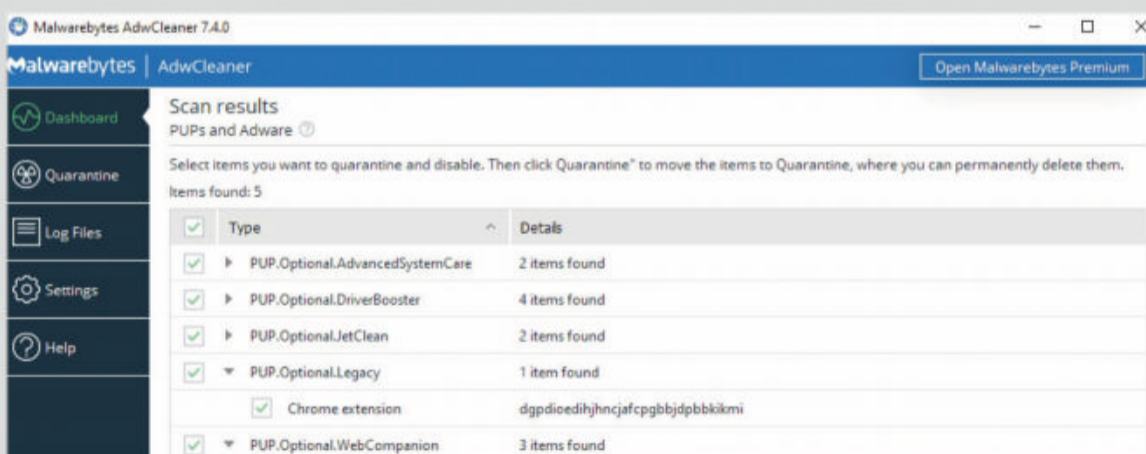 Malwarebytes AdwCleaner 7.4.0
Malwarebytes | AdwCleaner
Open Malwarebytes Premium
Dashboard
Quarantine
Log Files
Settings
Help
Scan results
PUPs and Adware
Select items you want to quarantine and disable. Then click Quarantine" to move the items to Quarantine, where you can permanently delete them.
Items found: 5
Type Details
PUP.Optional.AdvancedSystemCare 2 items found
PUP.Optional.DriverBooster 4 items found
PUP.Optional.JetClean 2 items found
PUP.Optional.Legacy 1 item found
Chrome extension dgpdioedihjhncjafcpgbbjdpbbkikmi
PUP.Optional.WebCompanion 3 items found